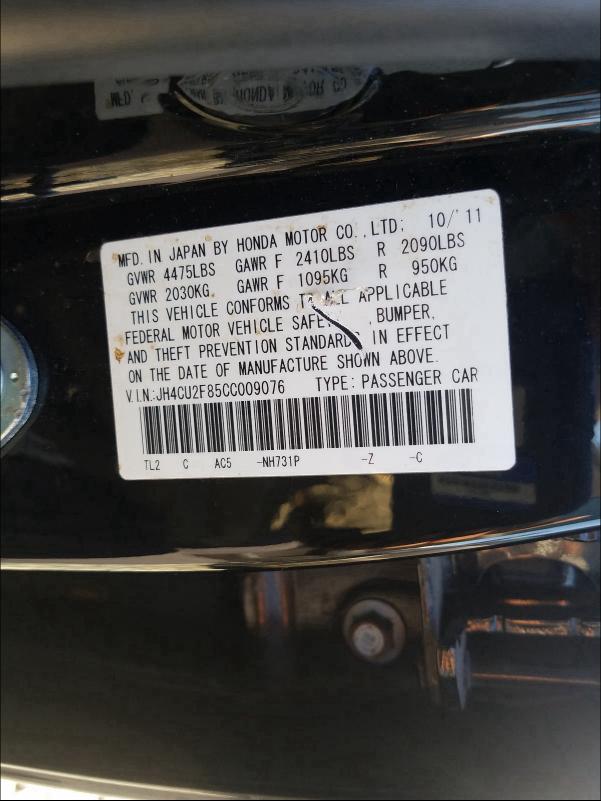 MFD. IN JAPAN BY HONDA MOTOR CO.,LTD; 10/'11
GVWR 4475LBS GAWR F 2410LBS R 2090LBS
GVWR 2030KG GAWR F 1095KG R 950KG
THIS VEHICLE CONFORMS TO ALL APPLICABLE
FEDERAL MOTOR VEHICLE , BUMPER,
AND THEFT PREVENTION STANDARDS IN EFFECT
ON THE DATE OF MANUFACTURE SHOWN ABOVE.
V.I.N:JH4CU2F85CC009076 TYPE: PASSENGER CAR
TL2 C AC5 -NH731P -Z -C